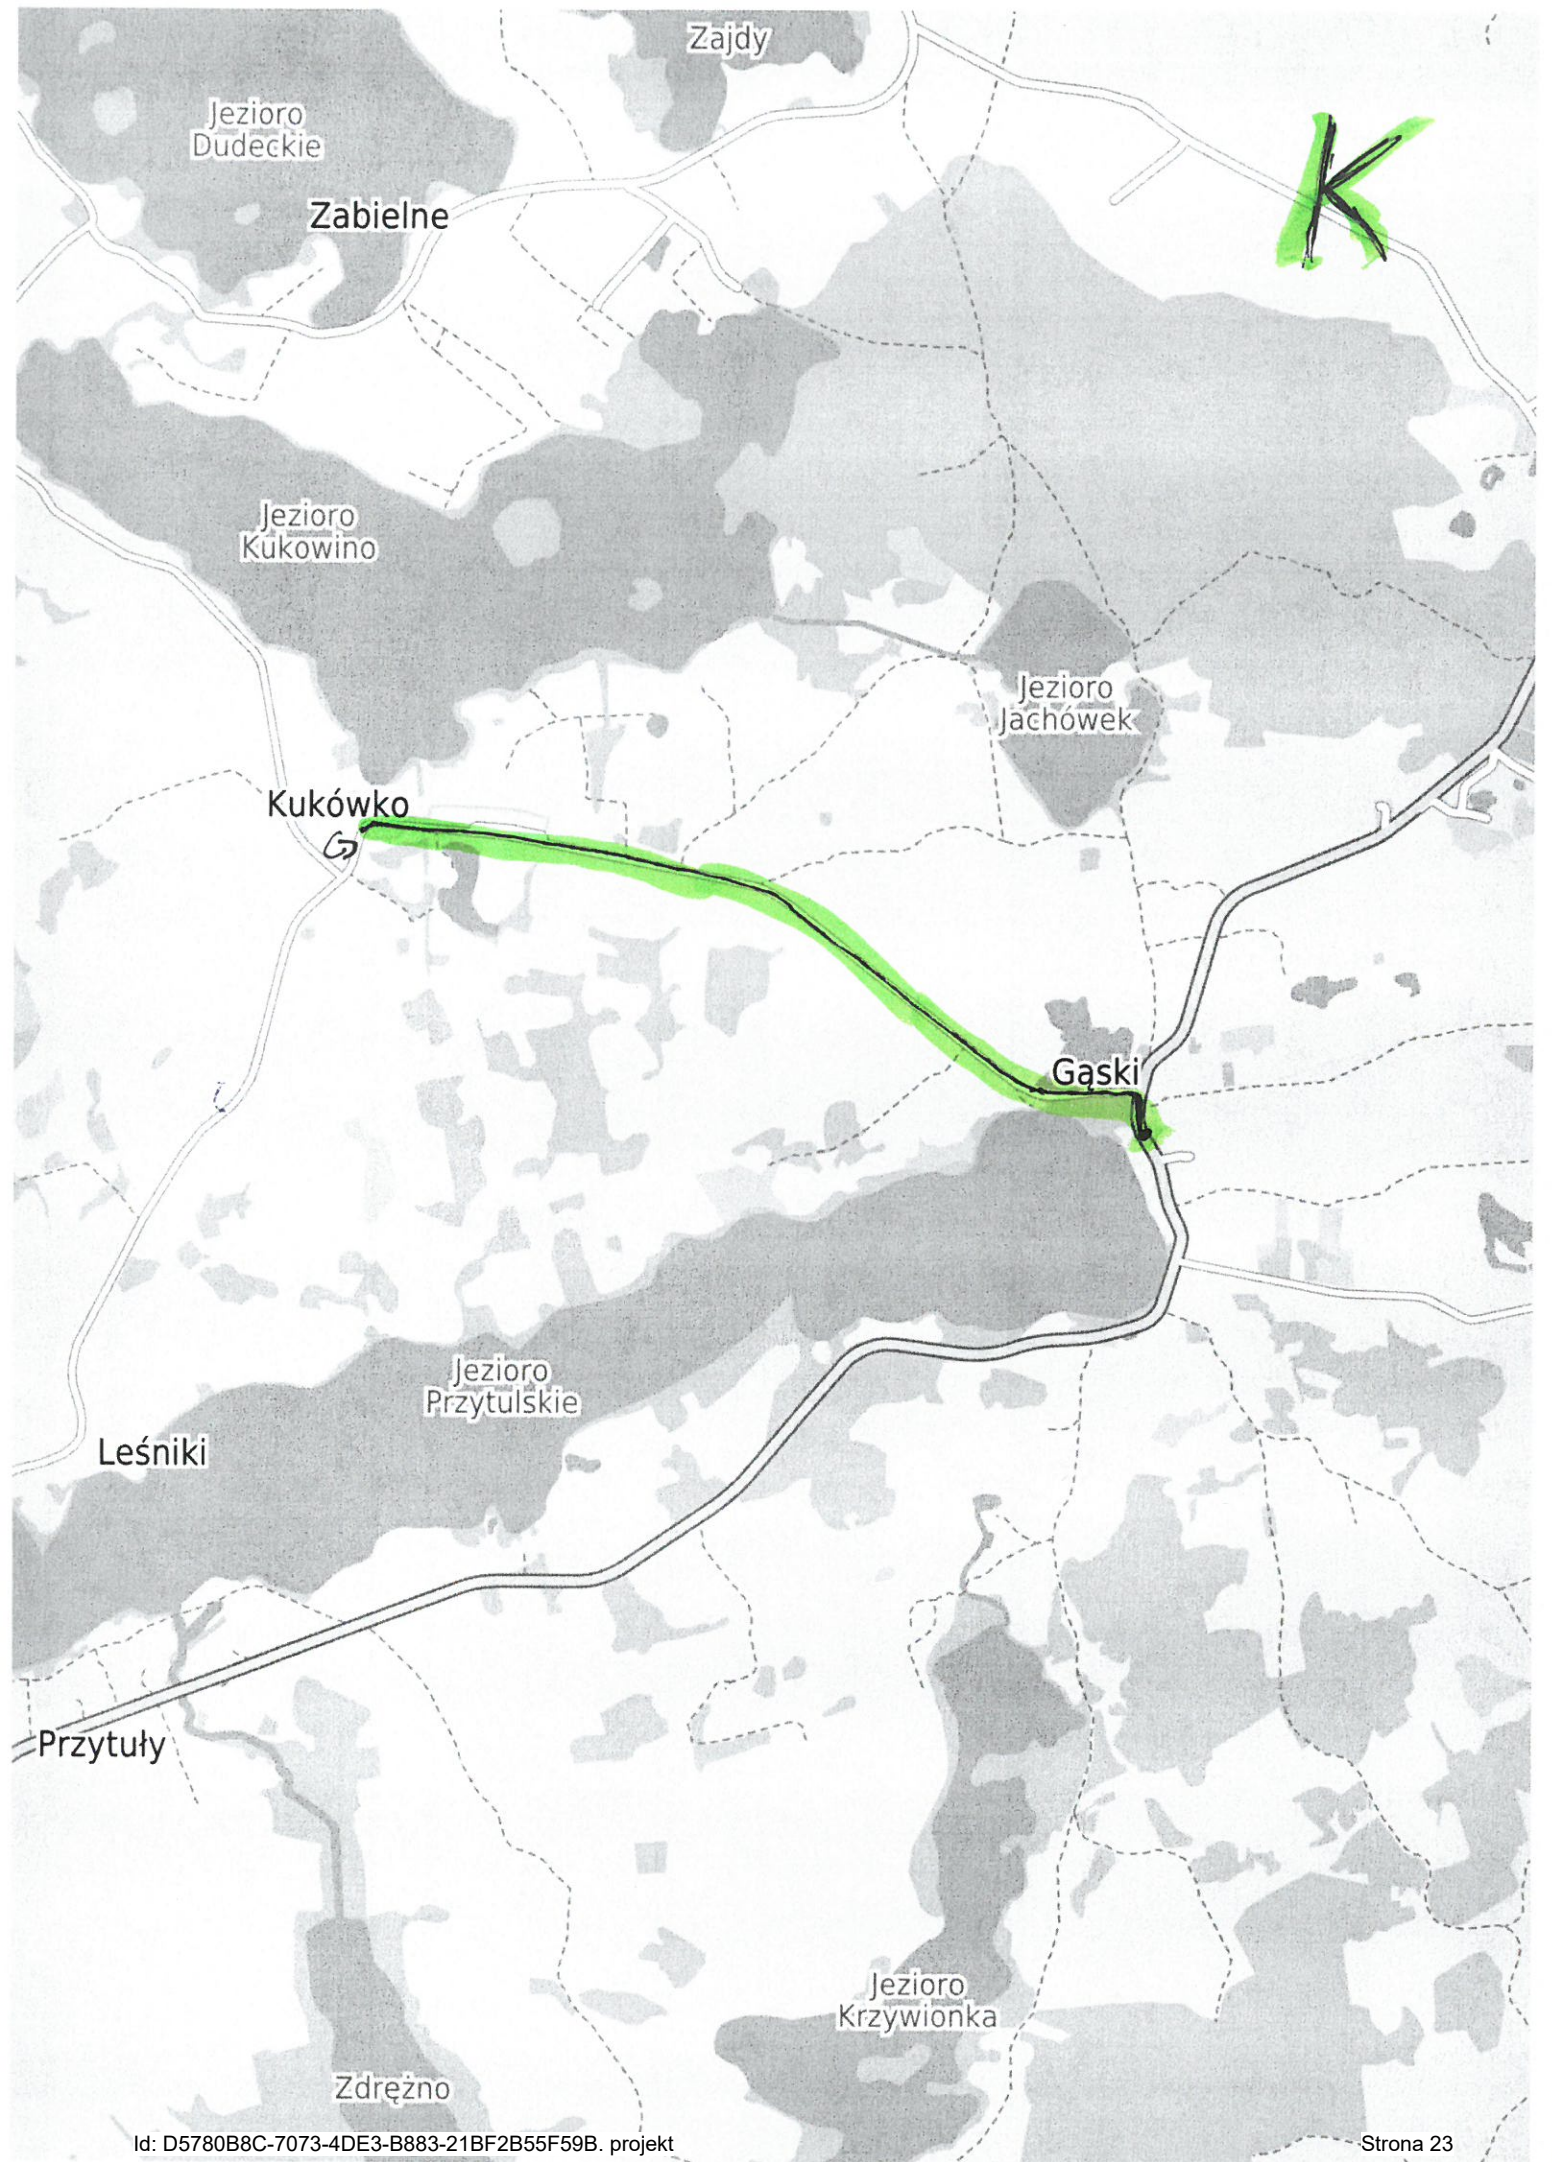 Zajdy
Jezioro
Dudeckie
K
Zabielne
Jezioro
Kukowino
Jezioro
Jachówek
Kukówko
G
Gąski
Jezioro
Przytulskie
Leśniki
Przytuły
Jezioro
Krzywionka
Zdrężno
Id: D5780B8C-7073-4DE3-B883-21BF2B55F59B. projekt
Strona 23